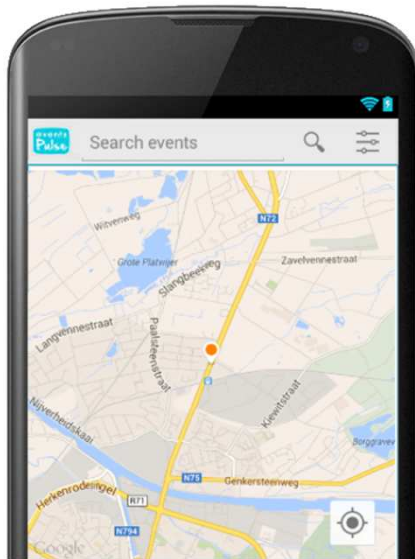 events
Pulse
Search events
N72
Witvenweg
Grote Platwijer
Zavelvennestraat
Slangbeekweg
Langvennestraat
Paalsteenstraat
Kiewitstraat
Nijverheidskaai
Borggraveve
N75
Genkersteenweg
Herkenrodesingel
R71
N794
Google